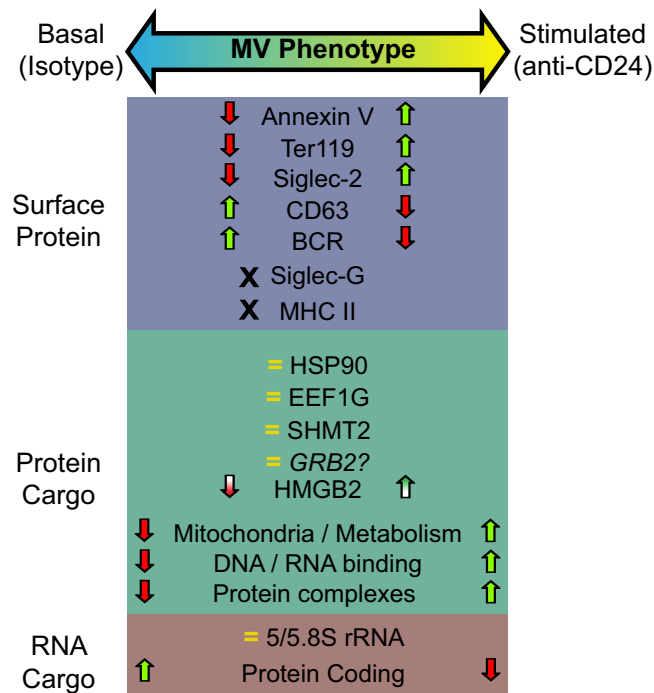 Basal
(Isotype)
MV Phenotype
Stimulated
(anti-CD24)
Surface
Protein
Annexin V
Ter119
Siglec-2
CD63
BCR
X Siglec-G
X MHC II
Protein
Cargo
= HSP90
= EEF1G
= SHMT2
= GRB2?
HMGB2
Mitochondria / Metabolism
DNA / RNA binding
Protein complexes
RNA
Cargo
= 5/5.8S rRNA
Protein Coding